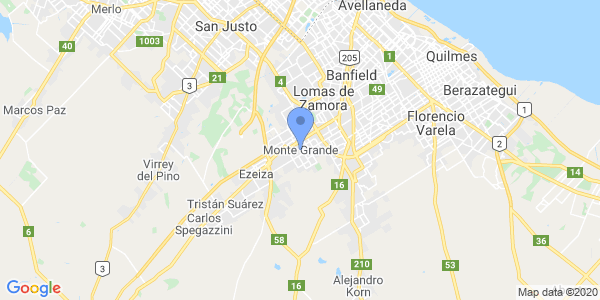 Merlo
Avellaneda
San Justo
40
1003
205
1
Quilmes
21
3
4
Banfield
49
Lomas de
Zamora
Berazategui
1
Marcos Paz
Florencio
Varela
2
Monte Grande
Virrey
del Pino
Ezeiza
16
14
Tristán Suárez
Carlos
Spegazzini
6
58
36
3
210
53
16
Alejandro
Korn
Google
Map data ©2020